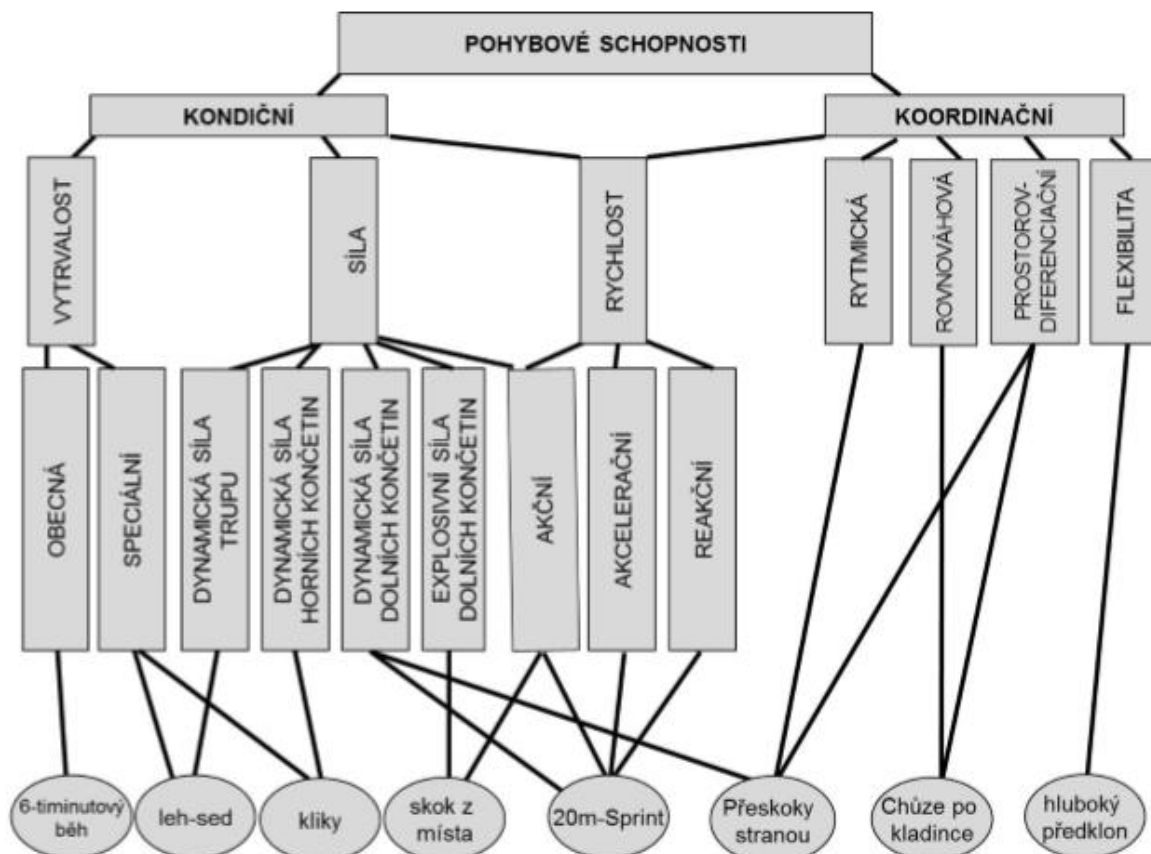 POHYBOVÉ SCHOPNOSTI
KONDIČNÍ
KOORDINAČNÍ
VYTRVALOST
SÍLA
RYCHLOST
RYTMICKÁ
ROVNOVÁHOVÁ
PROSTOROV-
DIFERENCIAČNÍ
FLEXIBILITA
OBECNÁ
SPECIÁLNÍ
DYNAMICKÁ SÍLA
TRUPU
DYNAMICKÁ SÍLA
HORNÍCH KONČETIN
DYNAMICKÁ SÍLA
DOLNÍCH KONČETIN
EXPLOSIVNÍ SÍLA
DOLNÍCH KONČETIN
AKČNÍ
AKCELERAČNÍ
REAKČNÍ
6-timinutový
běh
leh-sed
kliky
skok z
místa
20m-Sprint
Přeskoky
stranou
Chůze po
kladince
hluboký
předklon